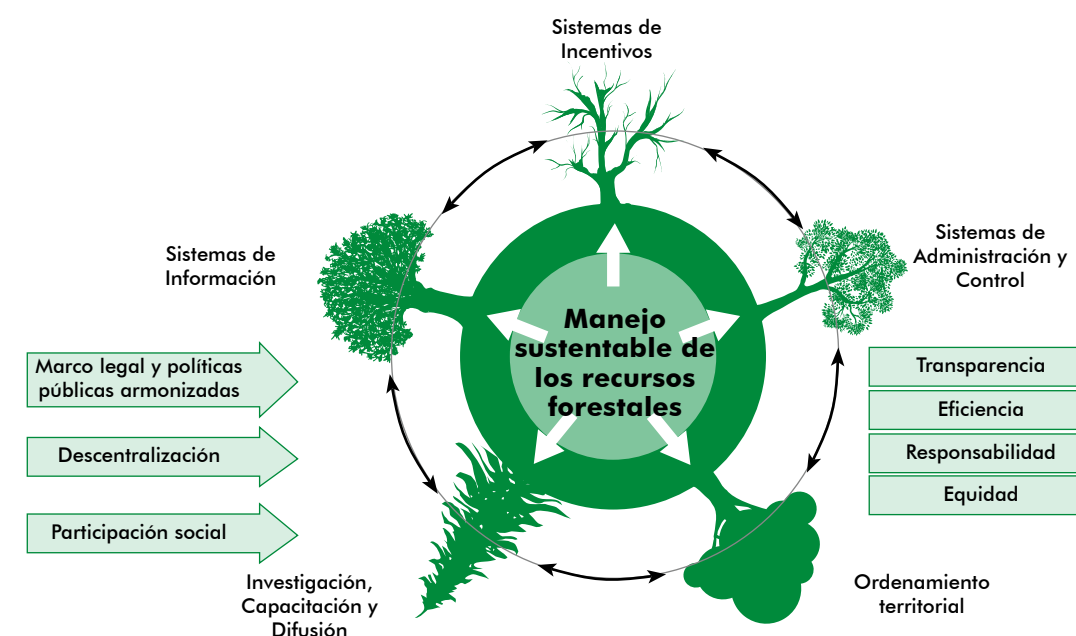 Sistemas de
Incentivos
Sistemas de
Información
Sistemas de
Administración y
Control
Manejo
sustentable de
los recursos
forestales
Marco legal y políticas
públicas armonizadas
Descentralización
Participación social
Transparencia
Eficiencia
Responsabilidad
Equidad
Investigación,
Capacitación y
Difusión
Ordenamiento
territorial